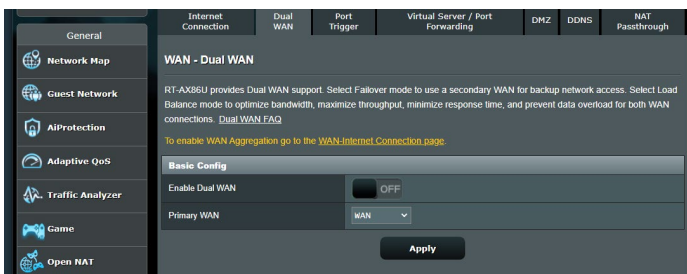 Internet Connection
Dual WAN
Port Trigger
Virtual Server / Port Forwarding
DMZ
DDNS
NAT Passthrough
General
Network Map
Guest Network
AiProtection
Adaptive QoS
Traffic Analyzer
Game
Open NAT
WAN - Dual WAN
RT-AX86U provides Dual WAN support. Select Failover mode to use a secondary WAN for backup network access. Select Load
Balance mode to optimize bandwidth, maximize throughput, minimize response time, and prevent data overload for both WAN
connections. Dual WAN FAQ
To enable WAN Aggregation go to the WAN-Internet Connection page.
Basic Config
Enable Dual WAN
OFF
Primary WAN
WAN
Apply